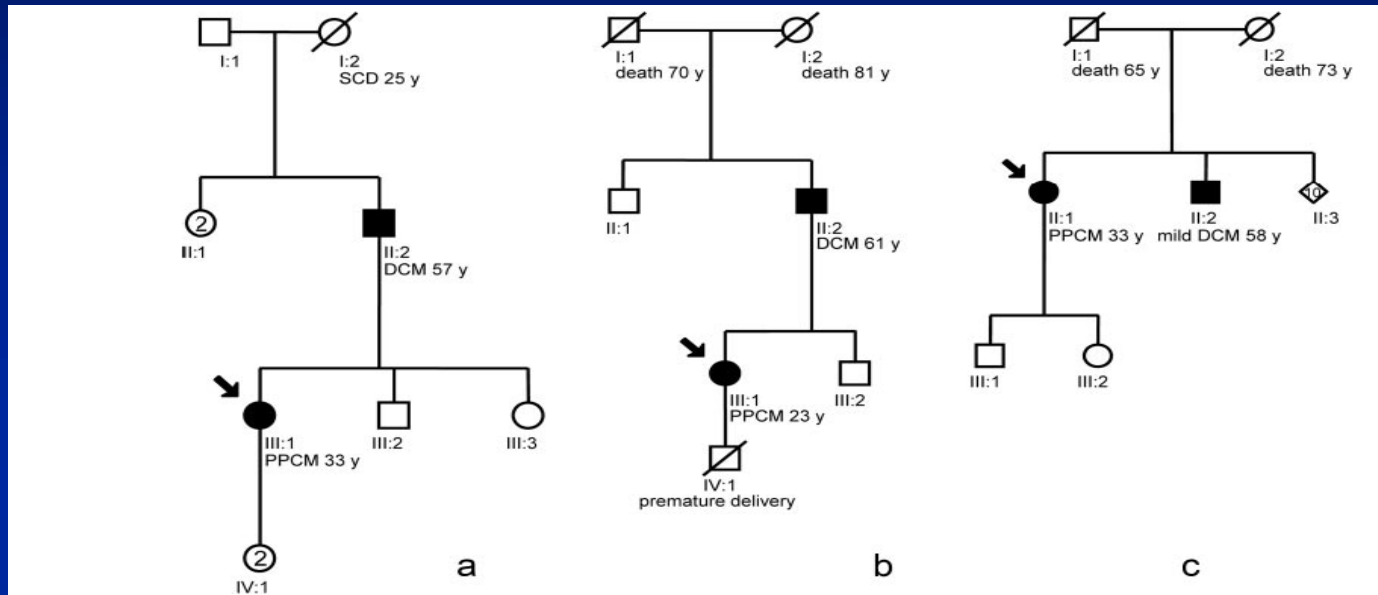 I:1
I:2
SCD 25 y
2
II:1
II:2
DCM 57 y
III:1
PPCM 33 y
III:2
III:3
2
IV:1
a
I:1
death 70 y
I:2
death 81 y
II:1
II:2
DCM 61 y
III:1
PPCM 23 y
III:2
IV:1
premature delivery
b
I:1
death 65 y
I:2
death 73 y
10
II:1
PPCM 33 y
II:2
mild DCM 58 y
II:3
III:1
III:2
c